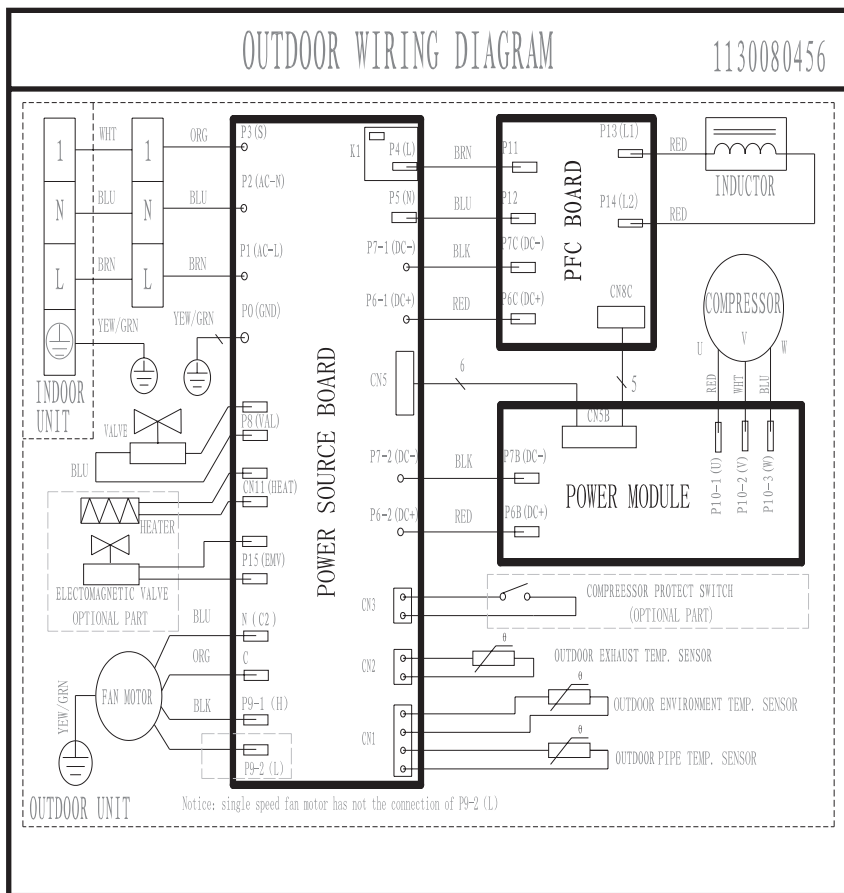 OUTDOOR WIRING DIAGRAM
1130080456
1
WHT
1
ORG
P3(S)
N
BLU
N
BLU
P2(AC-N)
L
BRN
L
BRN
P1(AC-L)
YEW/GRN
YEW/GRN
P0(GND)
INDOOR
UNIT
K1
P4(L)
BRN
P11
P5(N)
BLU
P12
P7-1(DC-)
BLK
P7C(DC-)
P6-1(DC+)
RED
P6C(DC+)
PFC BOARD
P13(L1)
RED
P14(L2)
RED
INDUCTOR
CN8C
COMPRESSOR
U
V
W
RED
WHT
BLU
CN5
6
5
CN5B
POWER SOURCE BOARD
VALVE
BLU
P8(VAL)
CN11(HEAT)
HEATER
P15(EMV)
ELECTOMAGNETIC VALVE
OPTIONAL PART
P7-2(DC-)
BLK
P7B(DC-)
P6-2(DC+)
RED
P6B(DC+)
POWER MODULE
P10-1(U)
P10-2(V)
P10-3(W)
CN3
COMPREESSOR PROTECT SWITCH
(OPTIONAL PART)
CN2
θ
OUTDOOR EXHAUST TEMP. SENSOR
CN1
θ
OUTDOOR ENVIRONMENT TEMP. SENSOR
θ
OUTDOOR PIPE TEMP. SENSOR
BLU
N(C2)
ORG
C
FAN MOTOR
BLK
P9-1(H)
YEW/GRN
P9-2(L)
OUTDOOR UNIT
Notice: single speed fan motor has not the connection of P9-2(L)